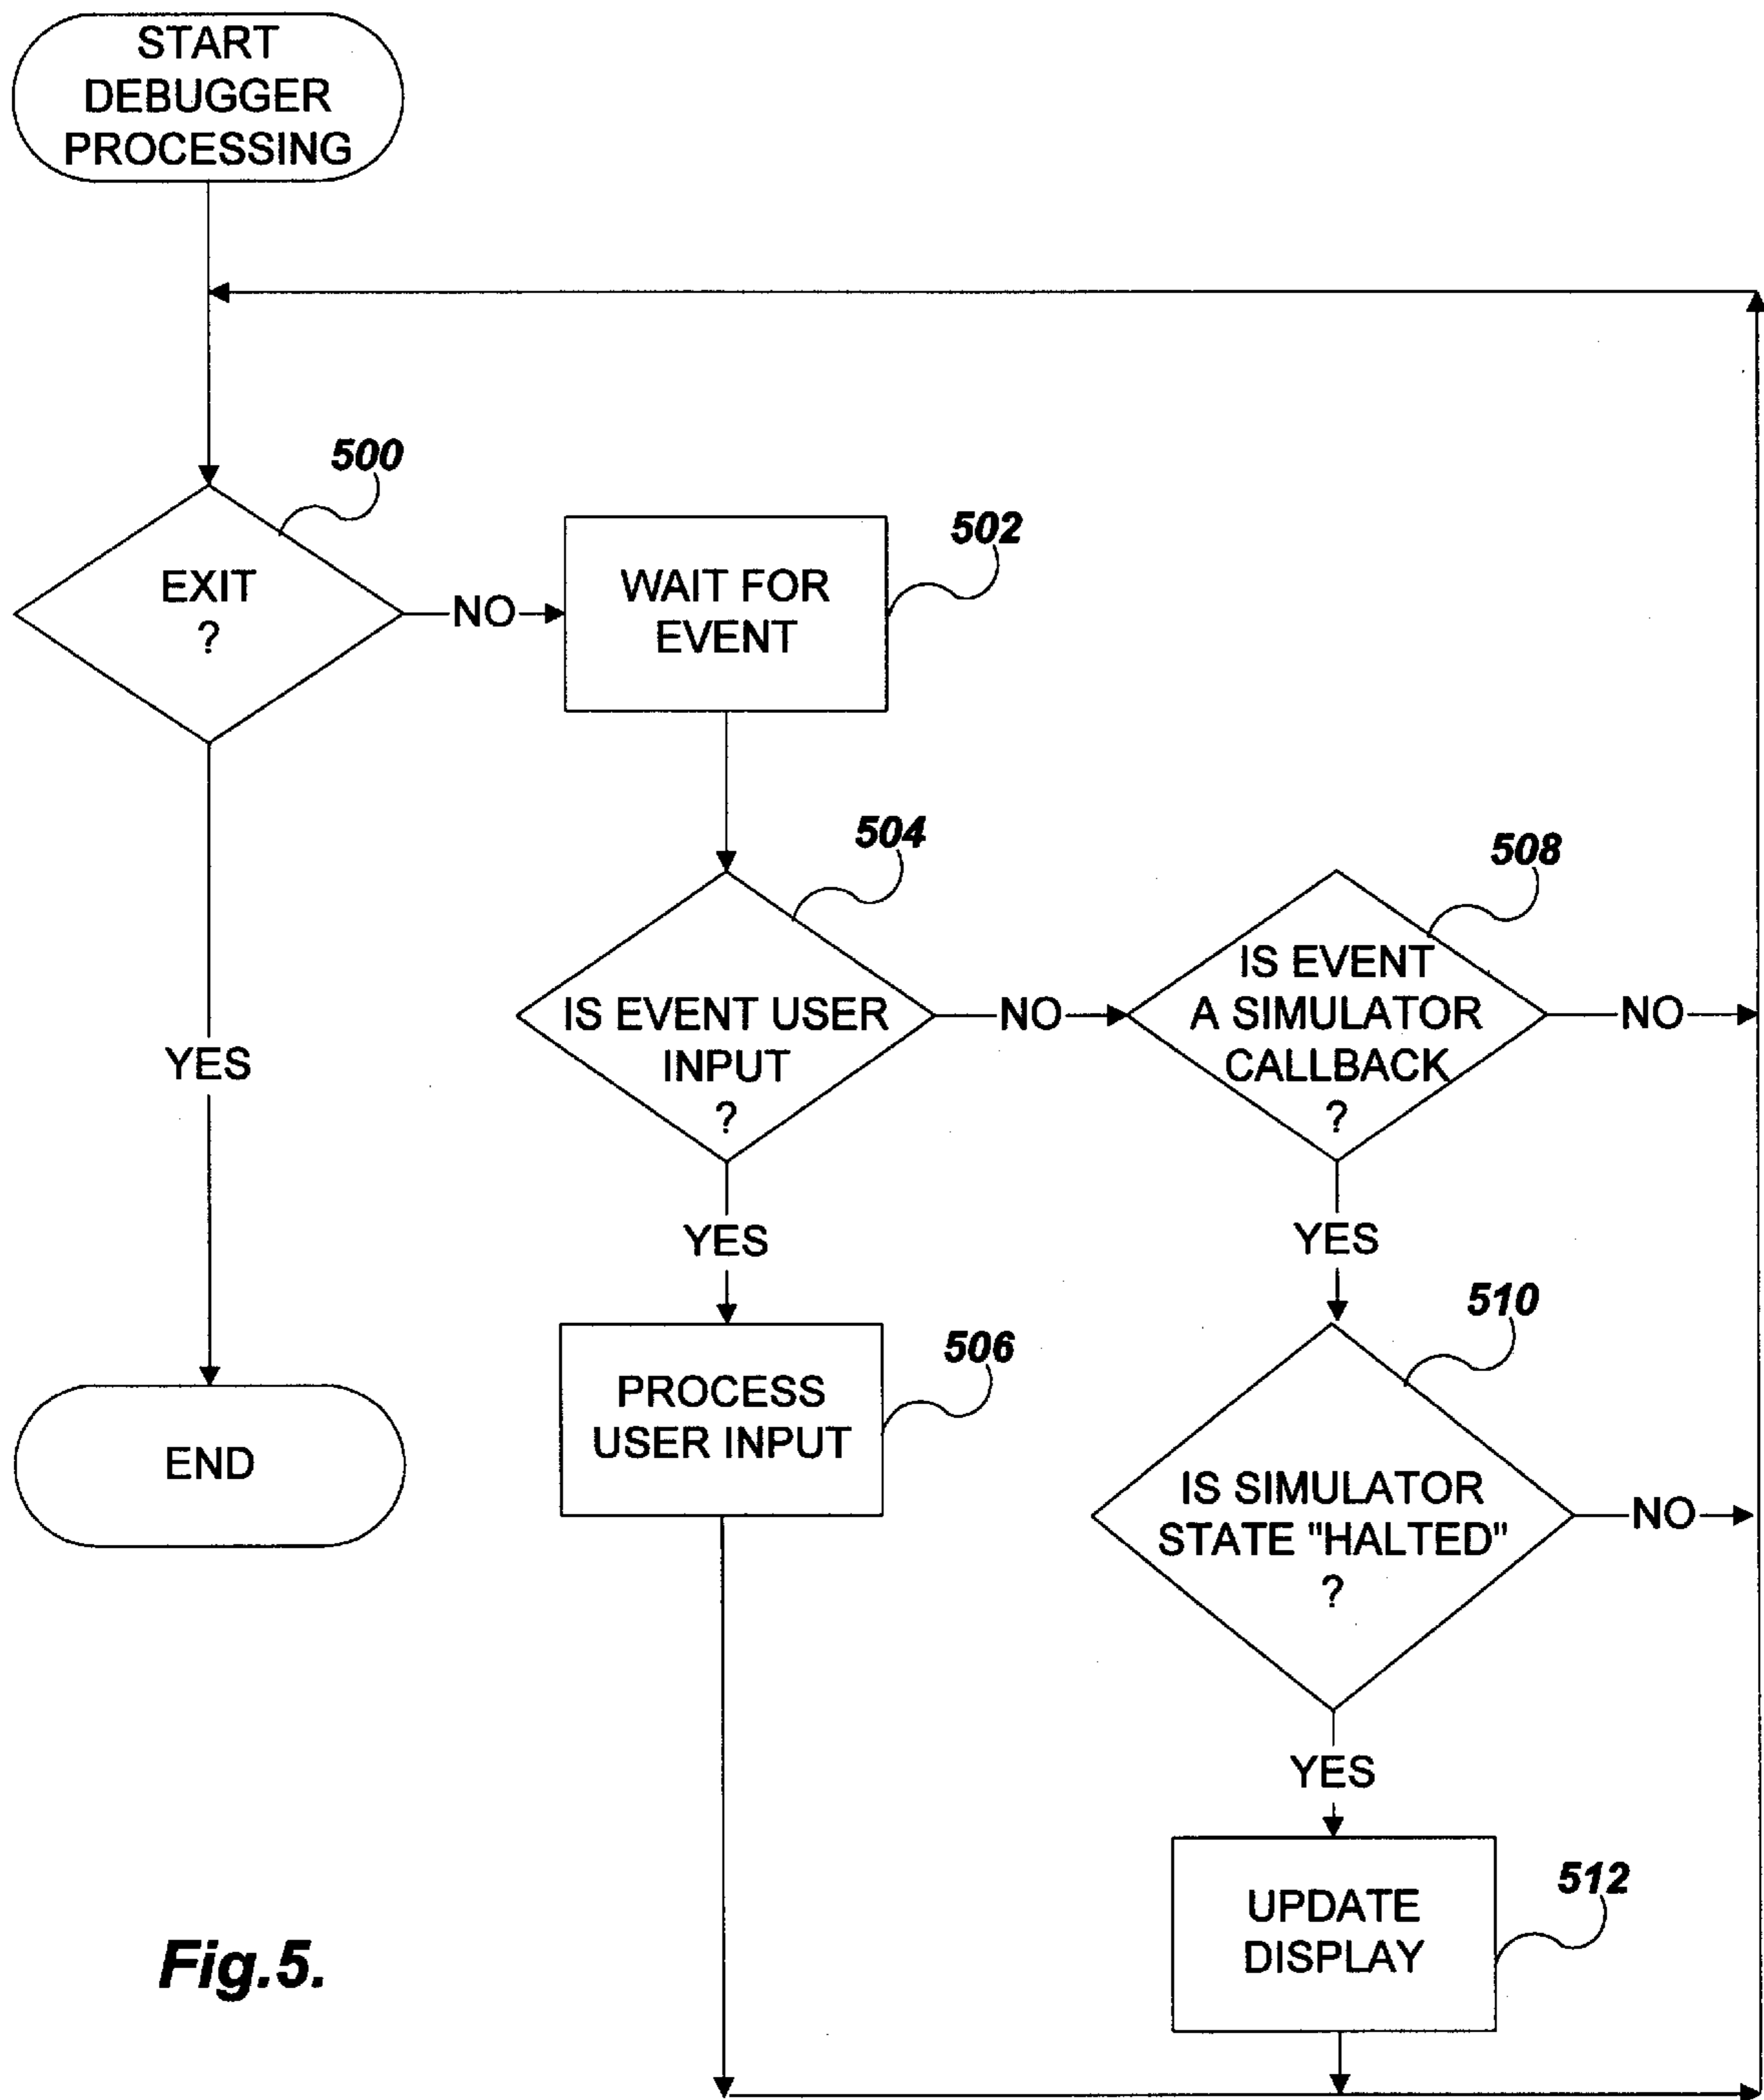 START
DEBUGGER
PROCESSING
500
EXIT
?
NO
502
WAIT FOR
EVENT
YES
END
504
IS EVENT USER
INPUT
?
NO
508
IS EVENT
A SIMULATOR
CALLBACK
?
NO
YES
506
PROCESS
USER INPUT
YES
510
IS SIMULATOR
STATE "HALTED"
?
NO
YES
512
UPDATE
DISPLAY
Fig.5.